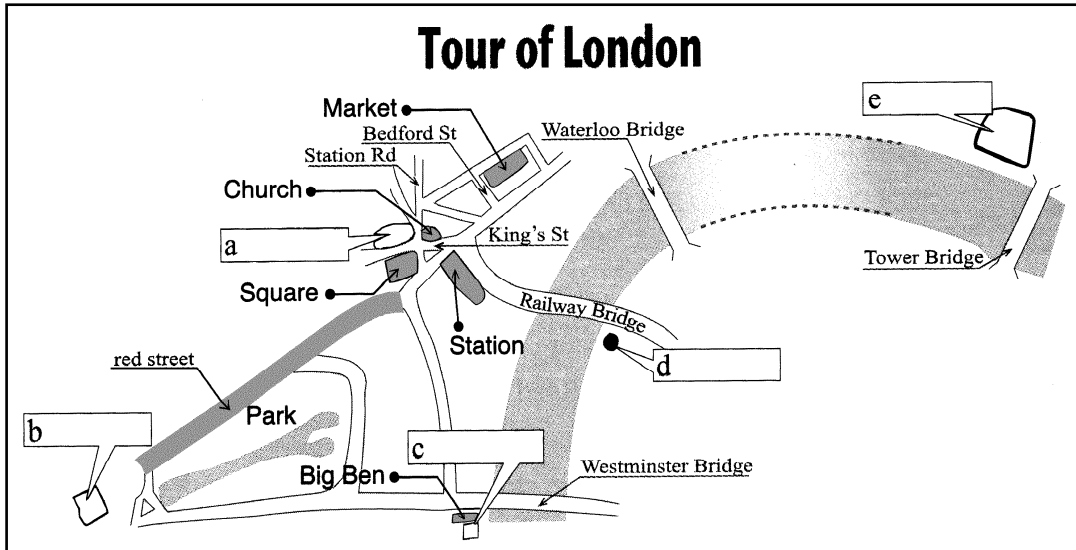 Tour of London
e
Market
Waterloo Bridge
Bedford St
Station Rd
Church
a
King's St
Tower Bridge
Square
Railway Bridge
Station
red street
d
Park
b
c
Big Ben
Westminster Bridge